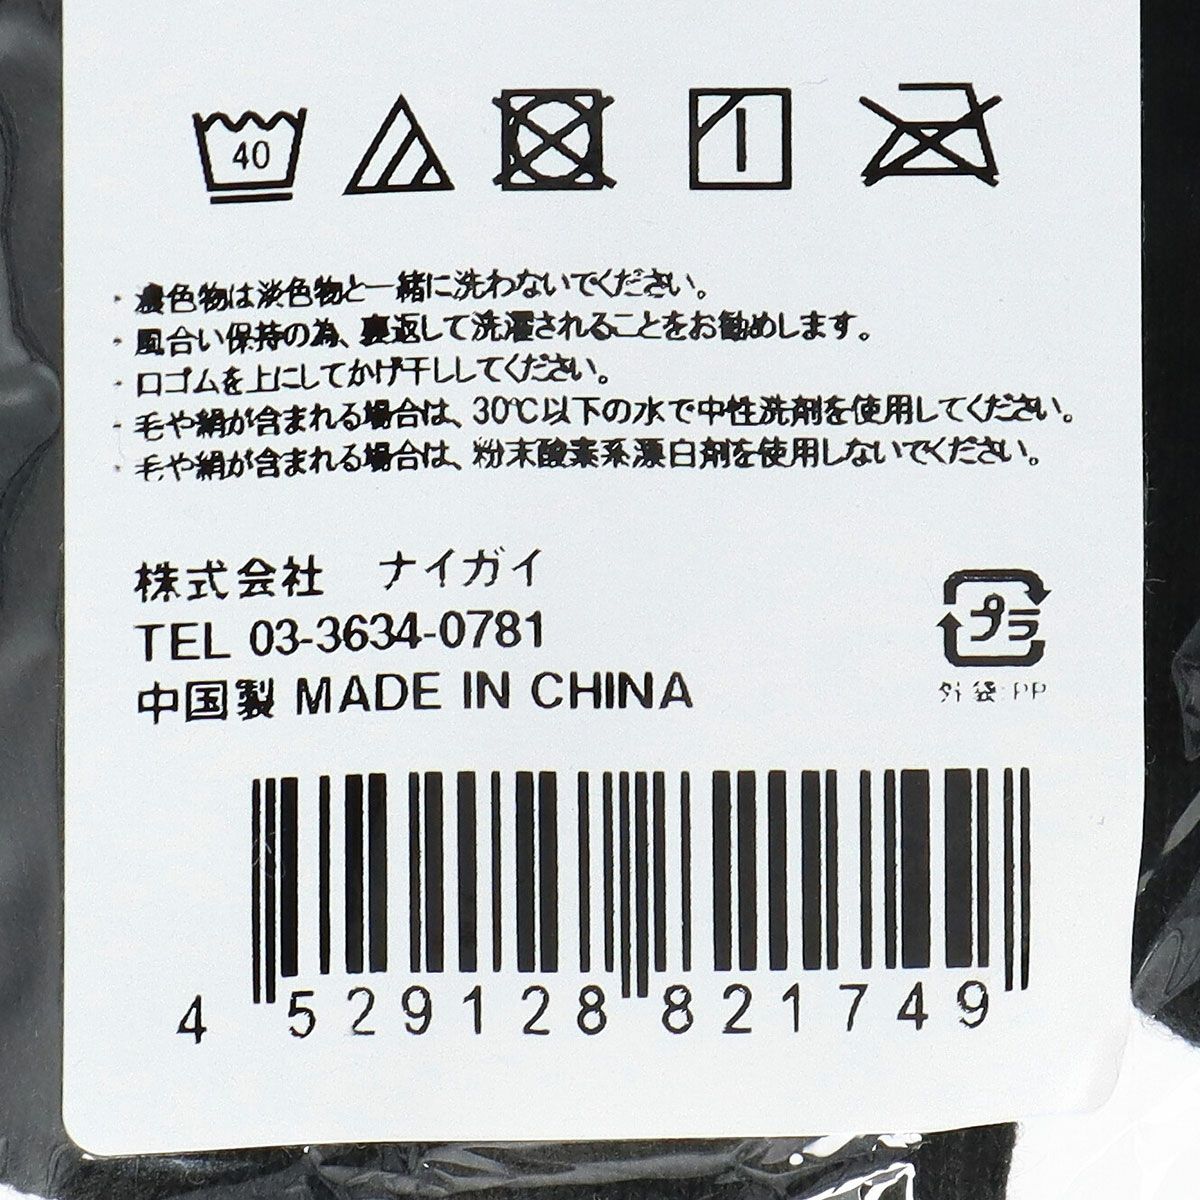 40
・濃色物は淡色物と一緒に洗わないでください。
・風合い保持の為、裏返して洗濯されることをお勧めします。
・口ゴムを上にしてかげ干ししてください。
・毛や絹が含まれる場合は、30℃以下の水で中性洗剤を使用してください。
・毛や絹が含まれる場合は、粉末酸素系漂白剤を使用しないでください。
株式会社 ナイガイ
TEL 03-3634-0781
中国製 MADE IN CHINA
プラ
外袋:PP
4 529128 821749